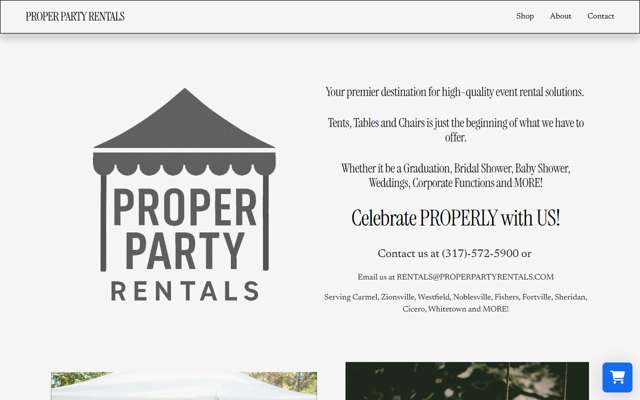 PROPER PARTY RENTALS
Shop About Contact
PROPER
PARTY
RENTALS
Your premier destination for high-quality event rental solutions.
Tents, Tables and Chairs is just the beginning of what we have to
offer.
Whether it be a Graduation, Bridal Shower, Baby Shower,
Weddings, Corporate Functions and MORE!
Celebrate PROPERLY with US!
Contact us at (317)-572-5900 or
Email us at RENTALS@PROPERPARTYRENTALS.COM
Serving Carmel, Zionsville, Westfield, Noblesville, Fishers, Fortville, Sheridan,
Cicero, Whitetown and MORE!